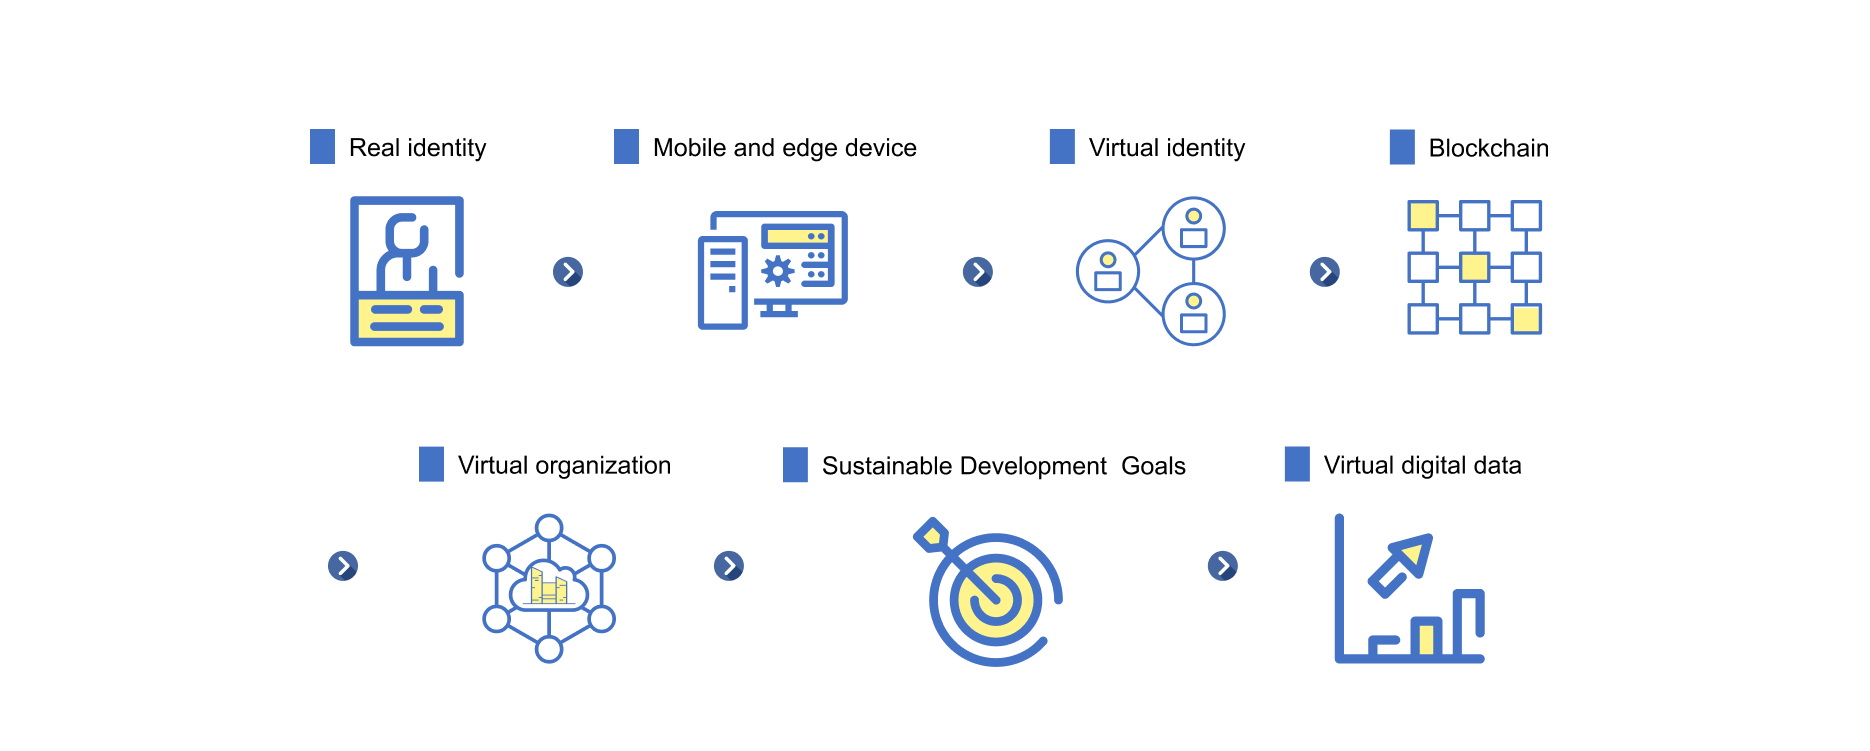 Real identity
Mobile and edge device
Virtual identity
Blockchain
Virtual organization
Sustainable Development  Goals
Virtual digital data